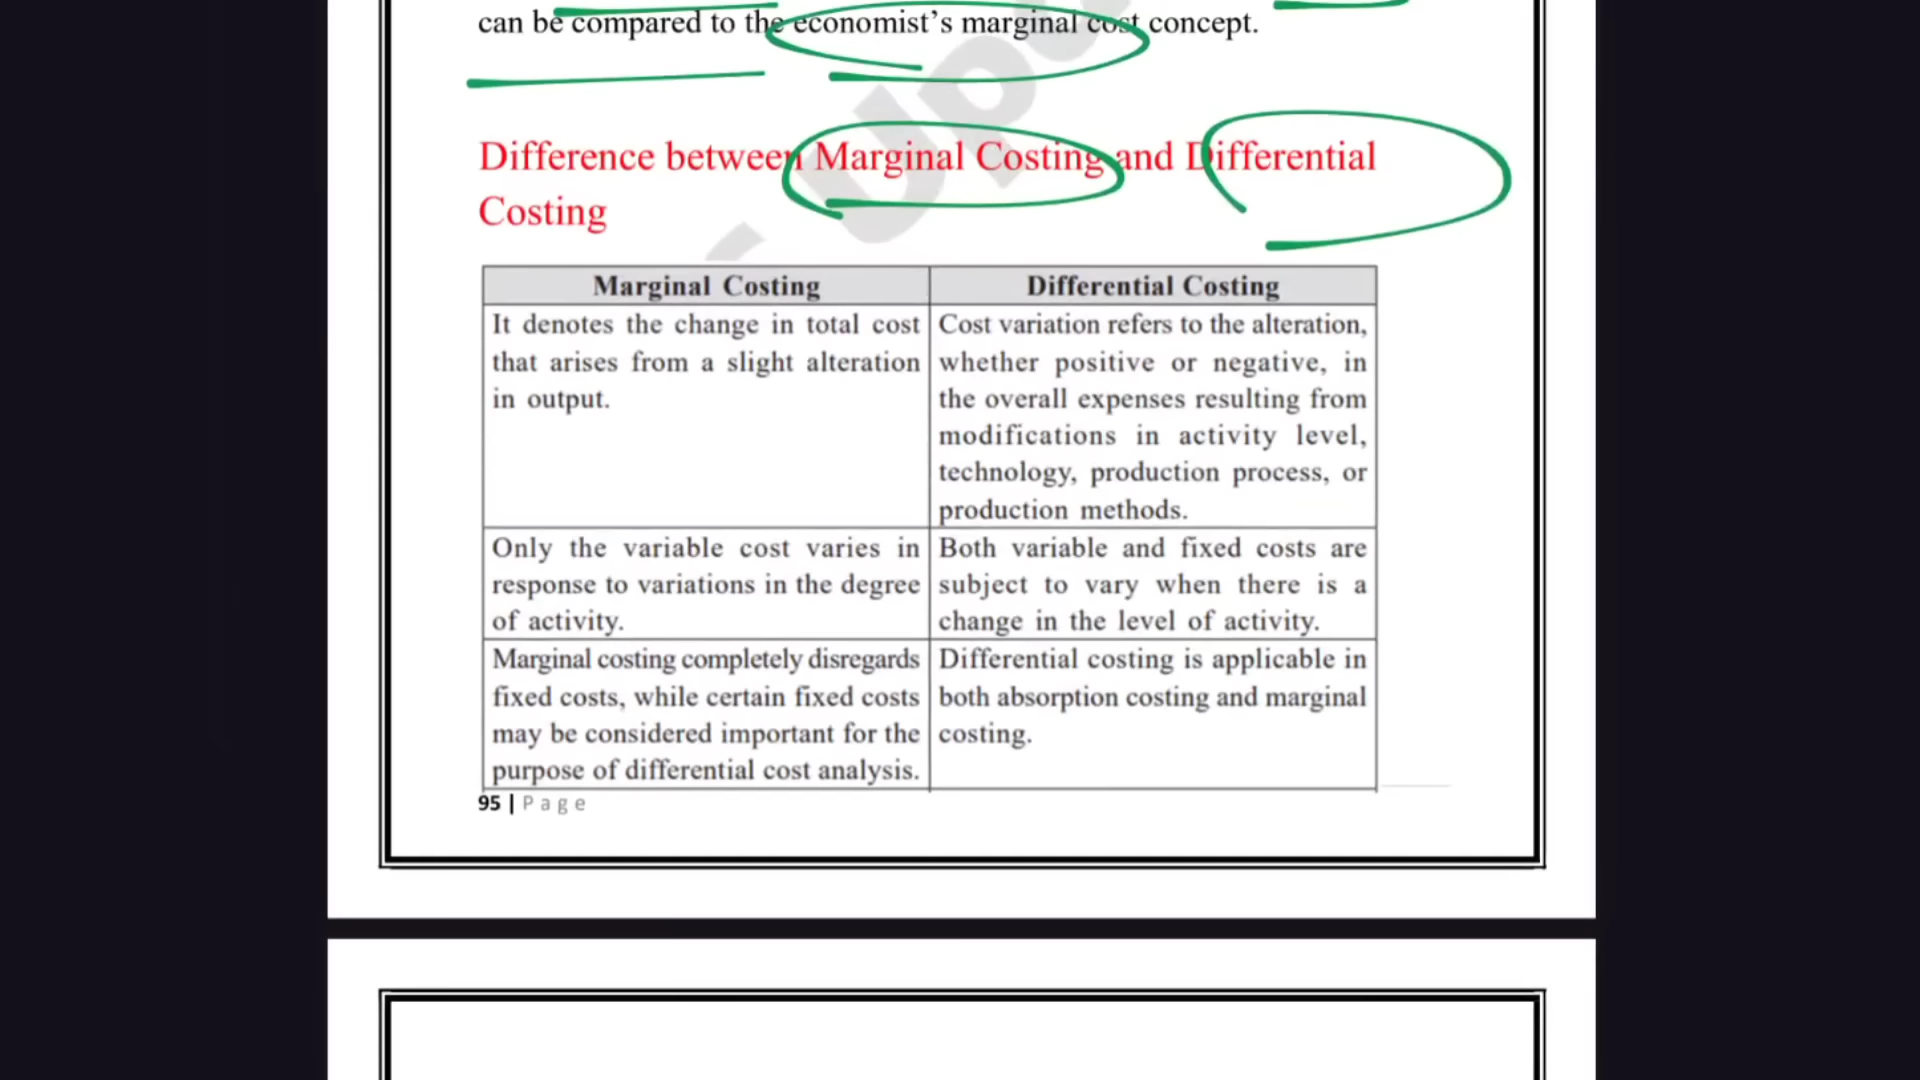 can be compared to the economist’s marginal cost concept.
Difference between Marginal Costing and Differential
Costing
Marginal Costing
Differential Costing
It denotes the change in total cost
that arises from a slight alteration
in output.
Cost variation refers to the alteration,
whether positive or negative, in
the overall expenses resulting from
modifications in activity level,
technology, production process, or
production methods.
Only the variable cost varies in
response to variations in the degree
of activity.
Both variable and fixed costs are
subject to vary when there is a
change in the level of activity.
Marginal costing completely disregards
fixed costs, while certain fixed costs
may be considered important for the
purpose of differential cost analysis.
Differential costing is applicable in
both absorption costing and marginal
costing.
95 | Page